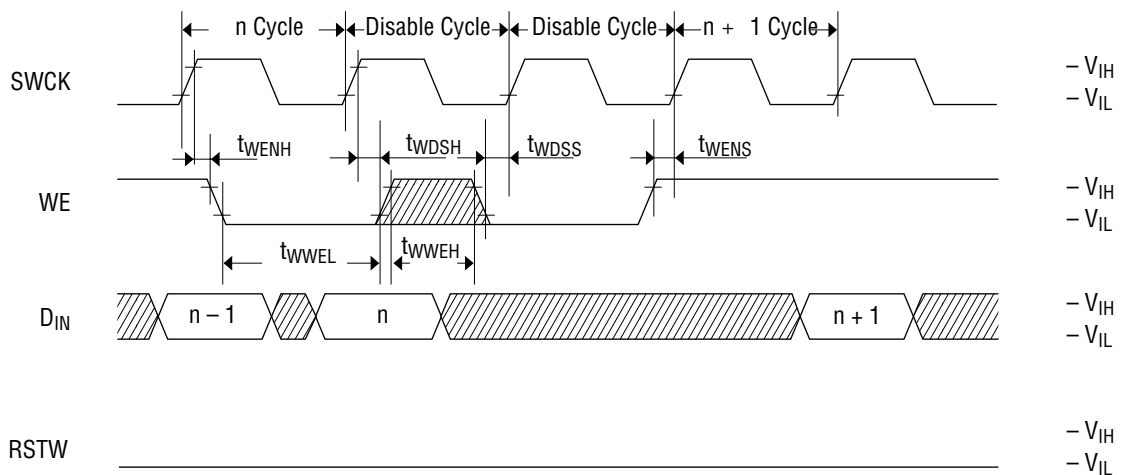 n Cycle Disable Cycle Disable Cycle n + 1 Cycle
SWCK
– VIH
– VIL
tWENH tWDSH tWDSS tWENS
WE
– VIH
– VIL
tWWEL tWWEH
DIN
n – 1 n n + 1
– VIH
– VIL
RSTW
– VIH
– VIL